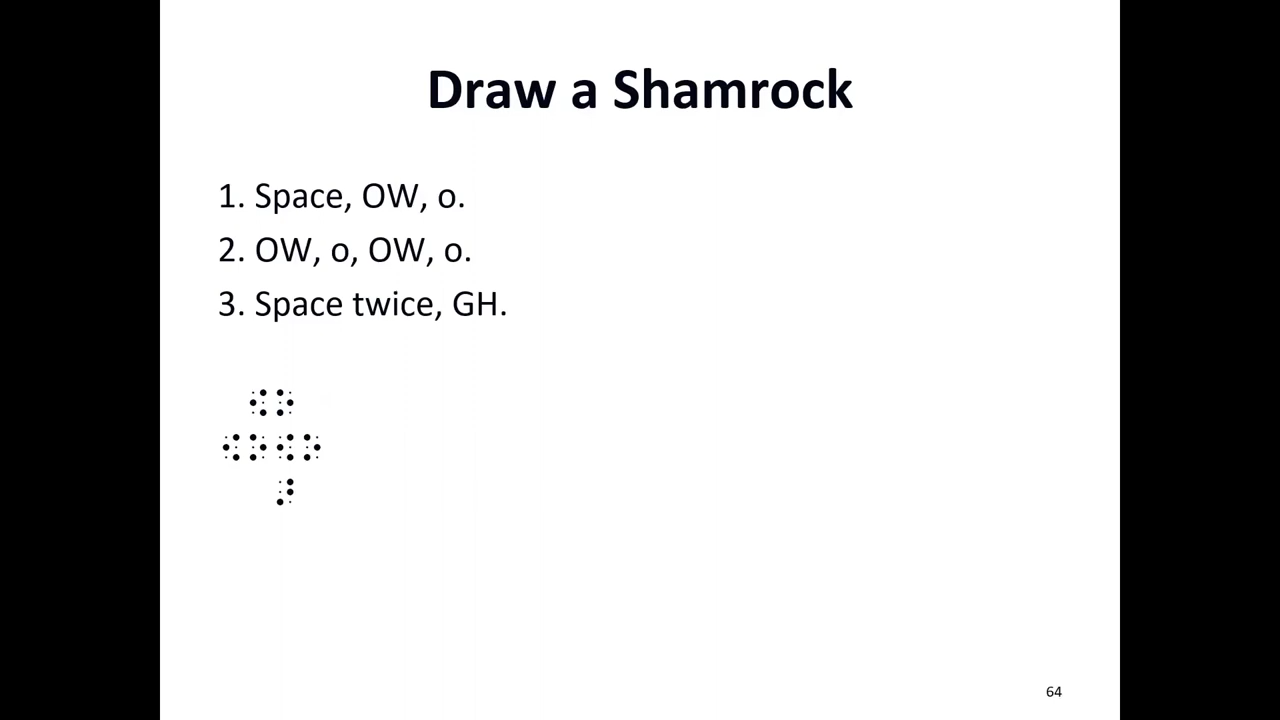 Draw a Shamrock
1. Space, OW, o.
2. OW, o, OW, o.
3. Space twice, GH.
⠀⠪⠕
⠪⠕⠪⠕
⠀⠀⠜
64